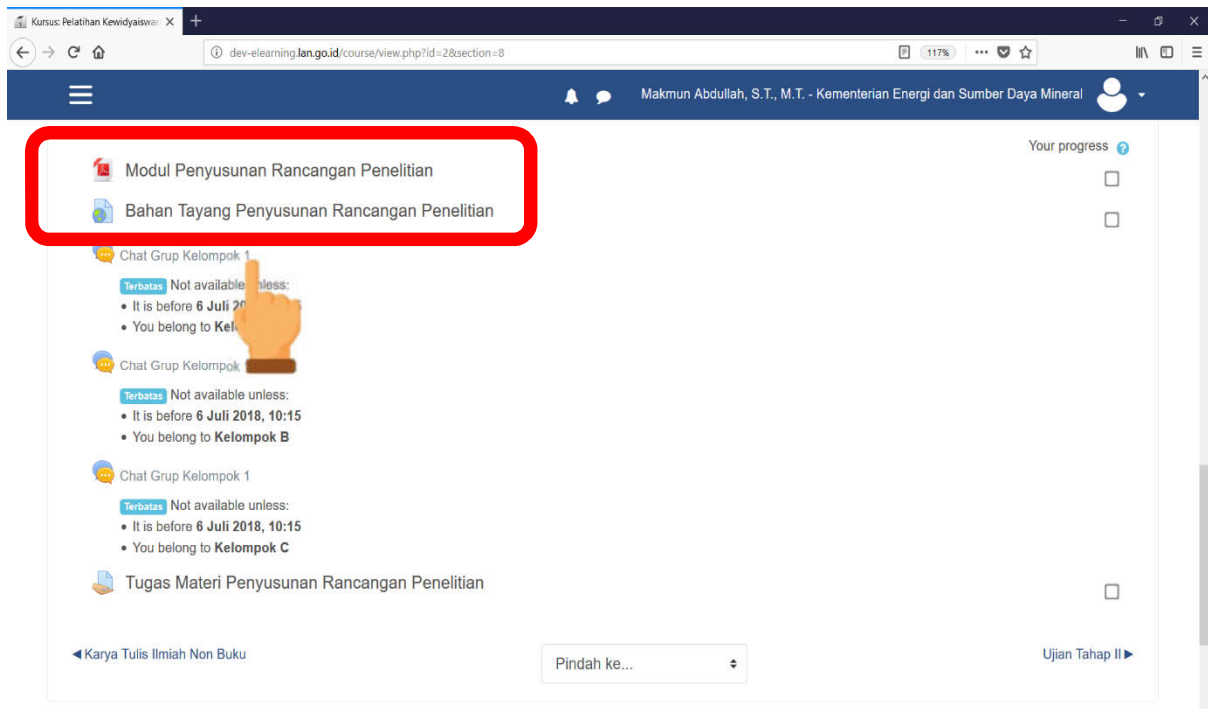 Kursus: Pelatihan Kewidyaiswar
dev-elearning.lan.go.id/course/view.php?id=2&section=8
117%
Makmun Abdullah, S.T., M.T. - Kementerian Energi dan Sumber Daya Mineral
Your progress
Modul Penyusunan Rancangan Penelitian
Bahan Tayang Penyusunan Rancangan Penelitian
Chat Grup Kelompok 1
Terbatas Not available unless:
• It is before 6 Juli
• You belong to
Chat Grup Kelompok
Terbatas Not available unless:
• It is before 6 Juli 2018, 10:15
• You belong to Kelompok B
Chat Grup Kelompok 1
Terbatas Not available unless:
• It is before 6 Juli 2018, 10:15
• You belong to Kelompok C
Tugas Materi Penyusunan Rancangan Penelitian
◄Karya Tulis Ilmiah Non Buku
Pindah ke...
Ujian Tahap II►